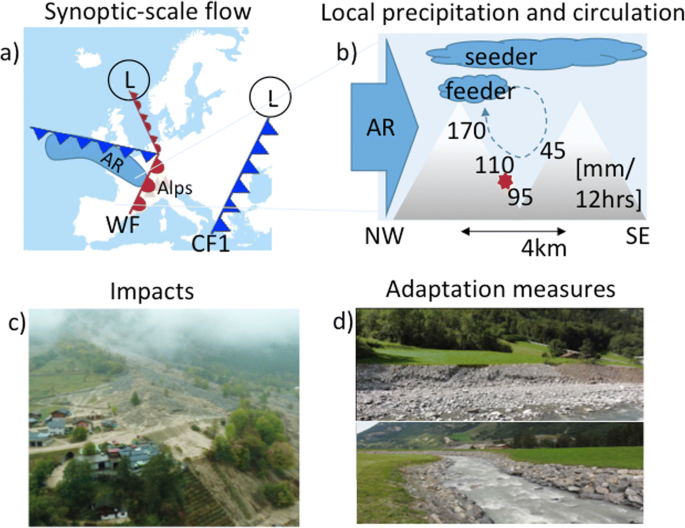 Synoptic-scale flow
Local precipitation and circulation
a)
L
L
AR
Alps
WF
CF1
b)
seeder
feeder
AR
170
110
45
95
[mm/
12hrs]
NW
4km
SE
Impacts
Adaptation measures
c)
d)